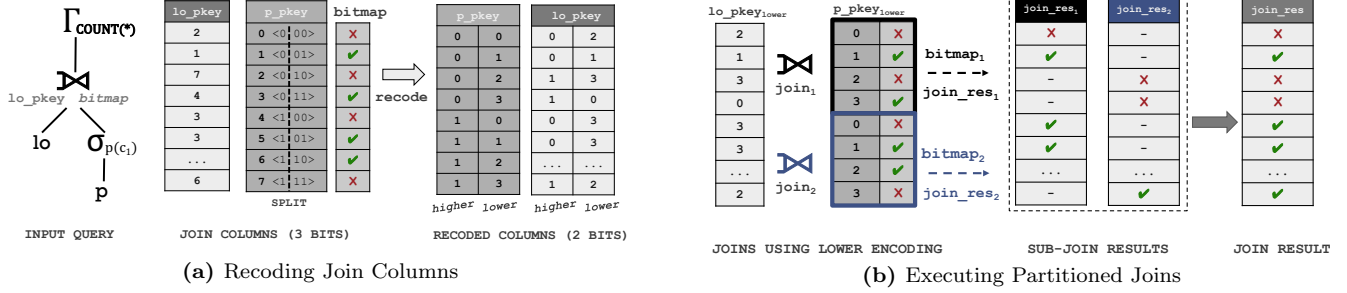 Γ COUNT(*)
lo_pkey bitmap
lo
σ p(c1)
p
INPUT QUERY
lo_pkey
2
1
7
4
3
3
...
6
p_pkey bitmap
0 <0 00> ✗
1 <0 01> ✔
2 <0 10> ✗
3 <0 11> ✔
4 <1 00> ✗
5 <1 01> ✔
6 <1 10> ✔
7 <1 11> ✗
SPLIT
JOIN COLUMNS (3 BITS)
recode
p_pkey
0 0
0 1
0 2
0 3
1 0
1 1
1 2
1 3
higher lower
lo_pkey
0 2
0 1
1 3
1 0
0 3
0 3
... ...
1 2
higher lower
RECODED COLUMNS (2 BITS)
(a) Recoding Join Columns
lo_pkey lower
2
1
3
0
3
3
...
2
join1
join2
p_pkey lower
0 ✗
1 ✔
2 ✗
3 ✔
0 ✗
1 ✔
2 ✔
3 ✗
bitmap1
join_res1
bitmap2
join_res2
JOINS USING LOWER ENCODING
join_res1 join_res2
✗ -
✔ -
- ✗
- ✗
✔ -
✔ -
... ...
- ✔
SUB-JOIN RESULTS
join_res
✗
✔
✗
✗
✔
✔
...
✔
JOIN RESULT
(b) Executing Partitioned Joins